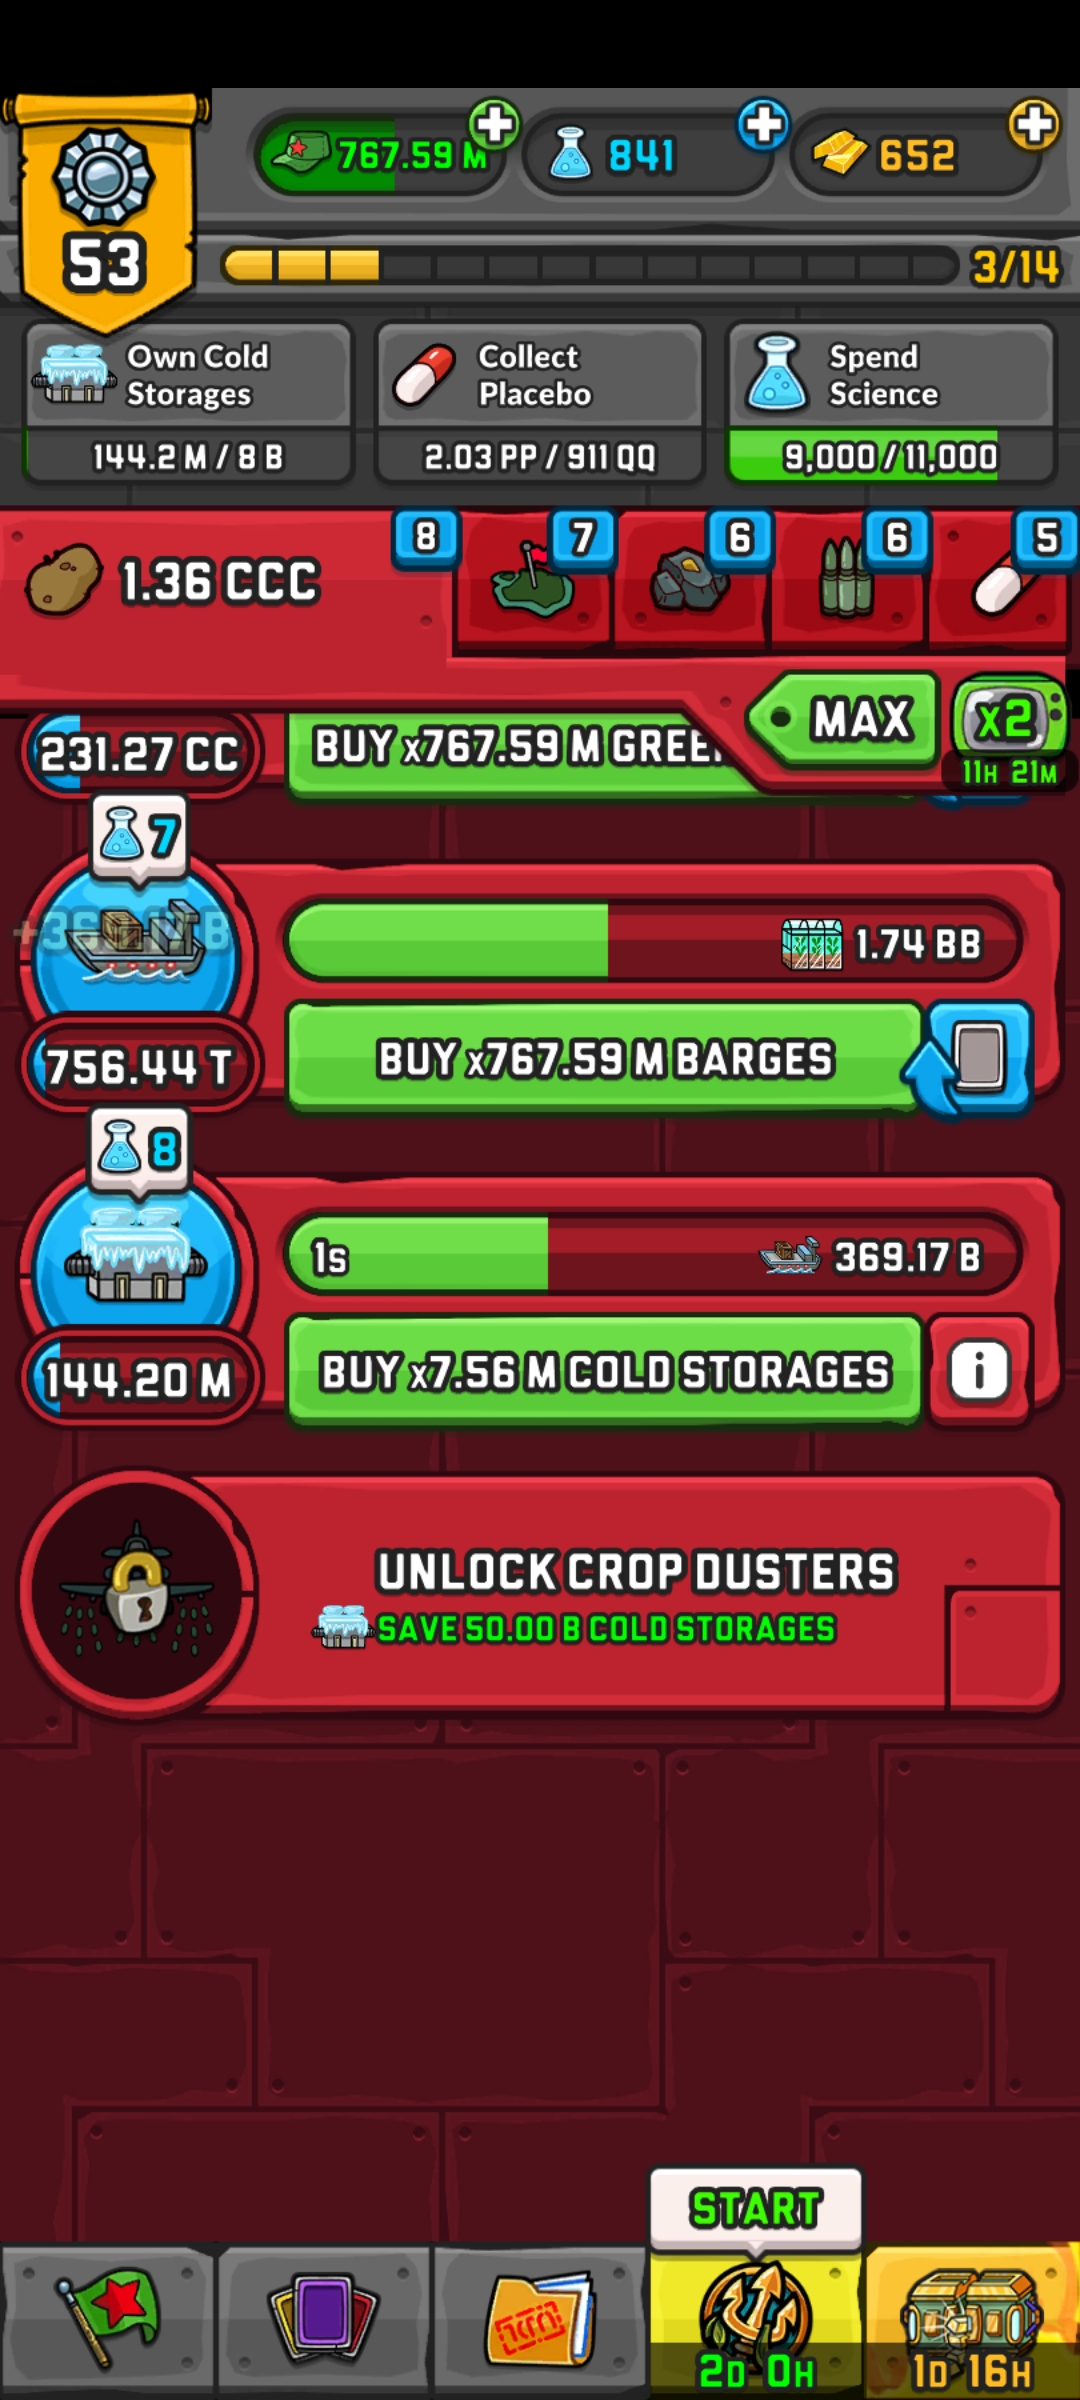 767.59 M
841
652
53
3/14
Own Cold
Storages
144.2 M / 8 B
Collect
Placebo
2.03 PP / 911 QQ
Spend
Science
9,000 / 11,000
1.36 CCC
8
7
6
6
5
MAX
x2
11H 21M
231.27 CC
BUY x767.59 M GREE
7
1.74 BB
756.44 T
BUY x767.59 M BARGES
8
1s
369.17 B
144.20 M
BUY x7.56 M COLD STORAGES
i
UNLOCK CROP DUSTERS
SAVE 50.00 B COLD STORAGES
START
2D 0H
1D 16H